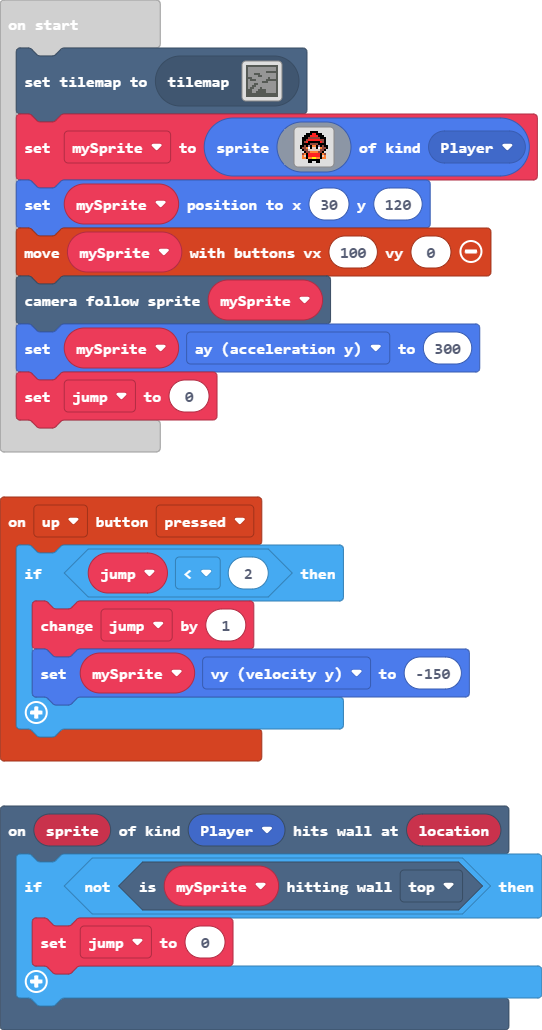 on start
set tilemap to tilemap
set mySprite to sprite of kind Player
set mySprite position to x 30 y 120
move mySprite with buttons vx 100 vy 0
camera follow sprite mySprite
set mySprite ay (acceleration y) to 300
set jump to 0
on up button pressed
if jump < 2 then
change jump by 1
set mySprite vy (velocity y) to -150
on sprite of kind Player hits wall at location
if not is mySprite hitting wall top then
set jump to 0